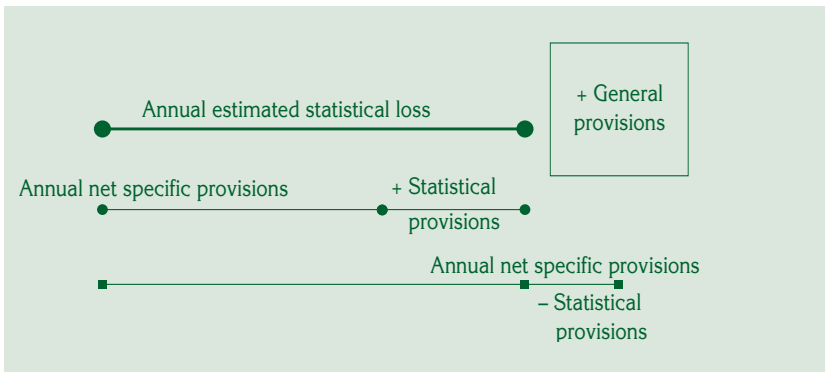 Annual estimated statistical loss
+ General
provisions
Annual net specific provisions
+ Statistical
provisions
Annual net specific provisions
– Statistical
provisions